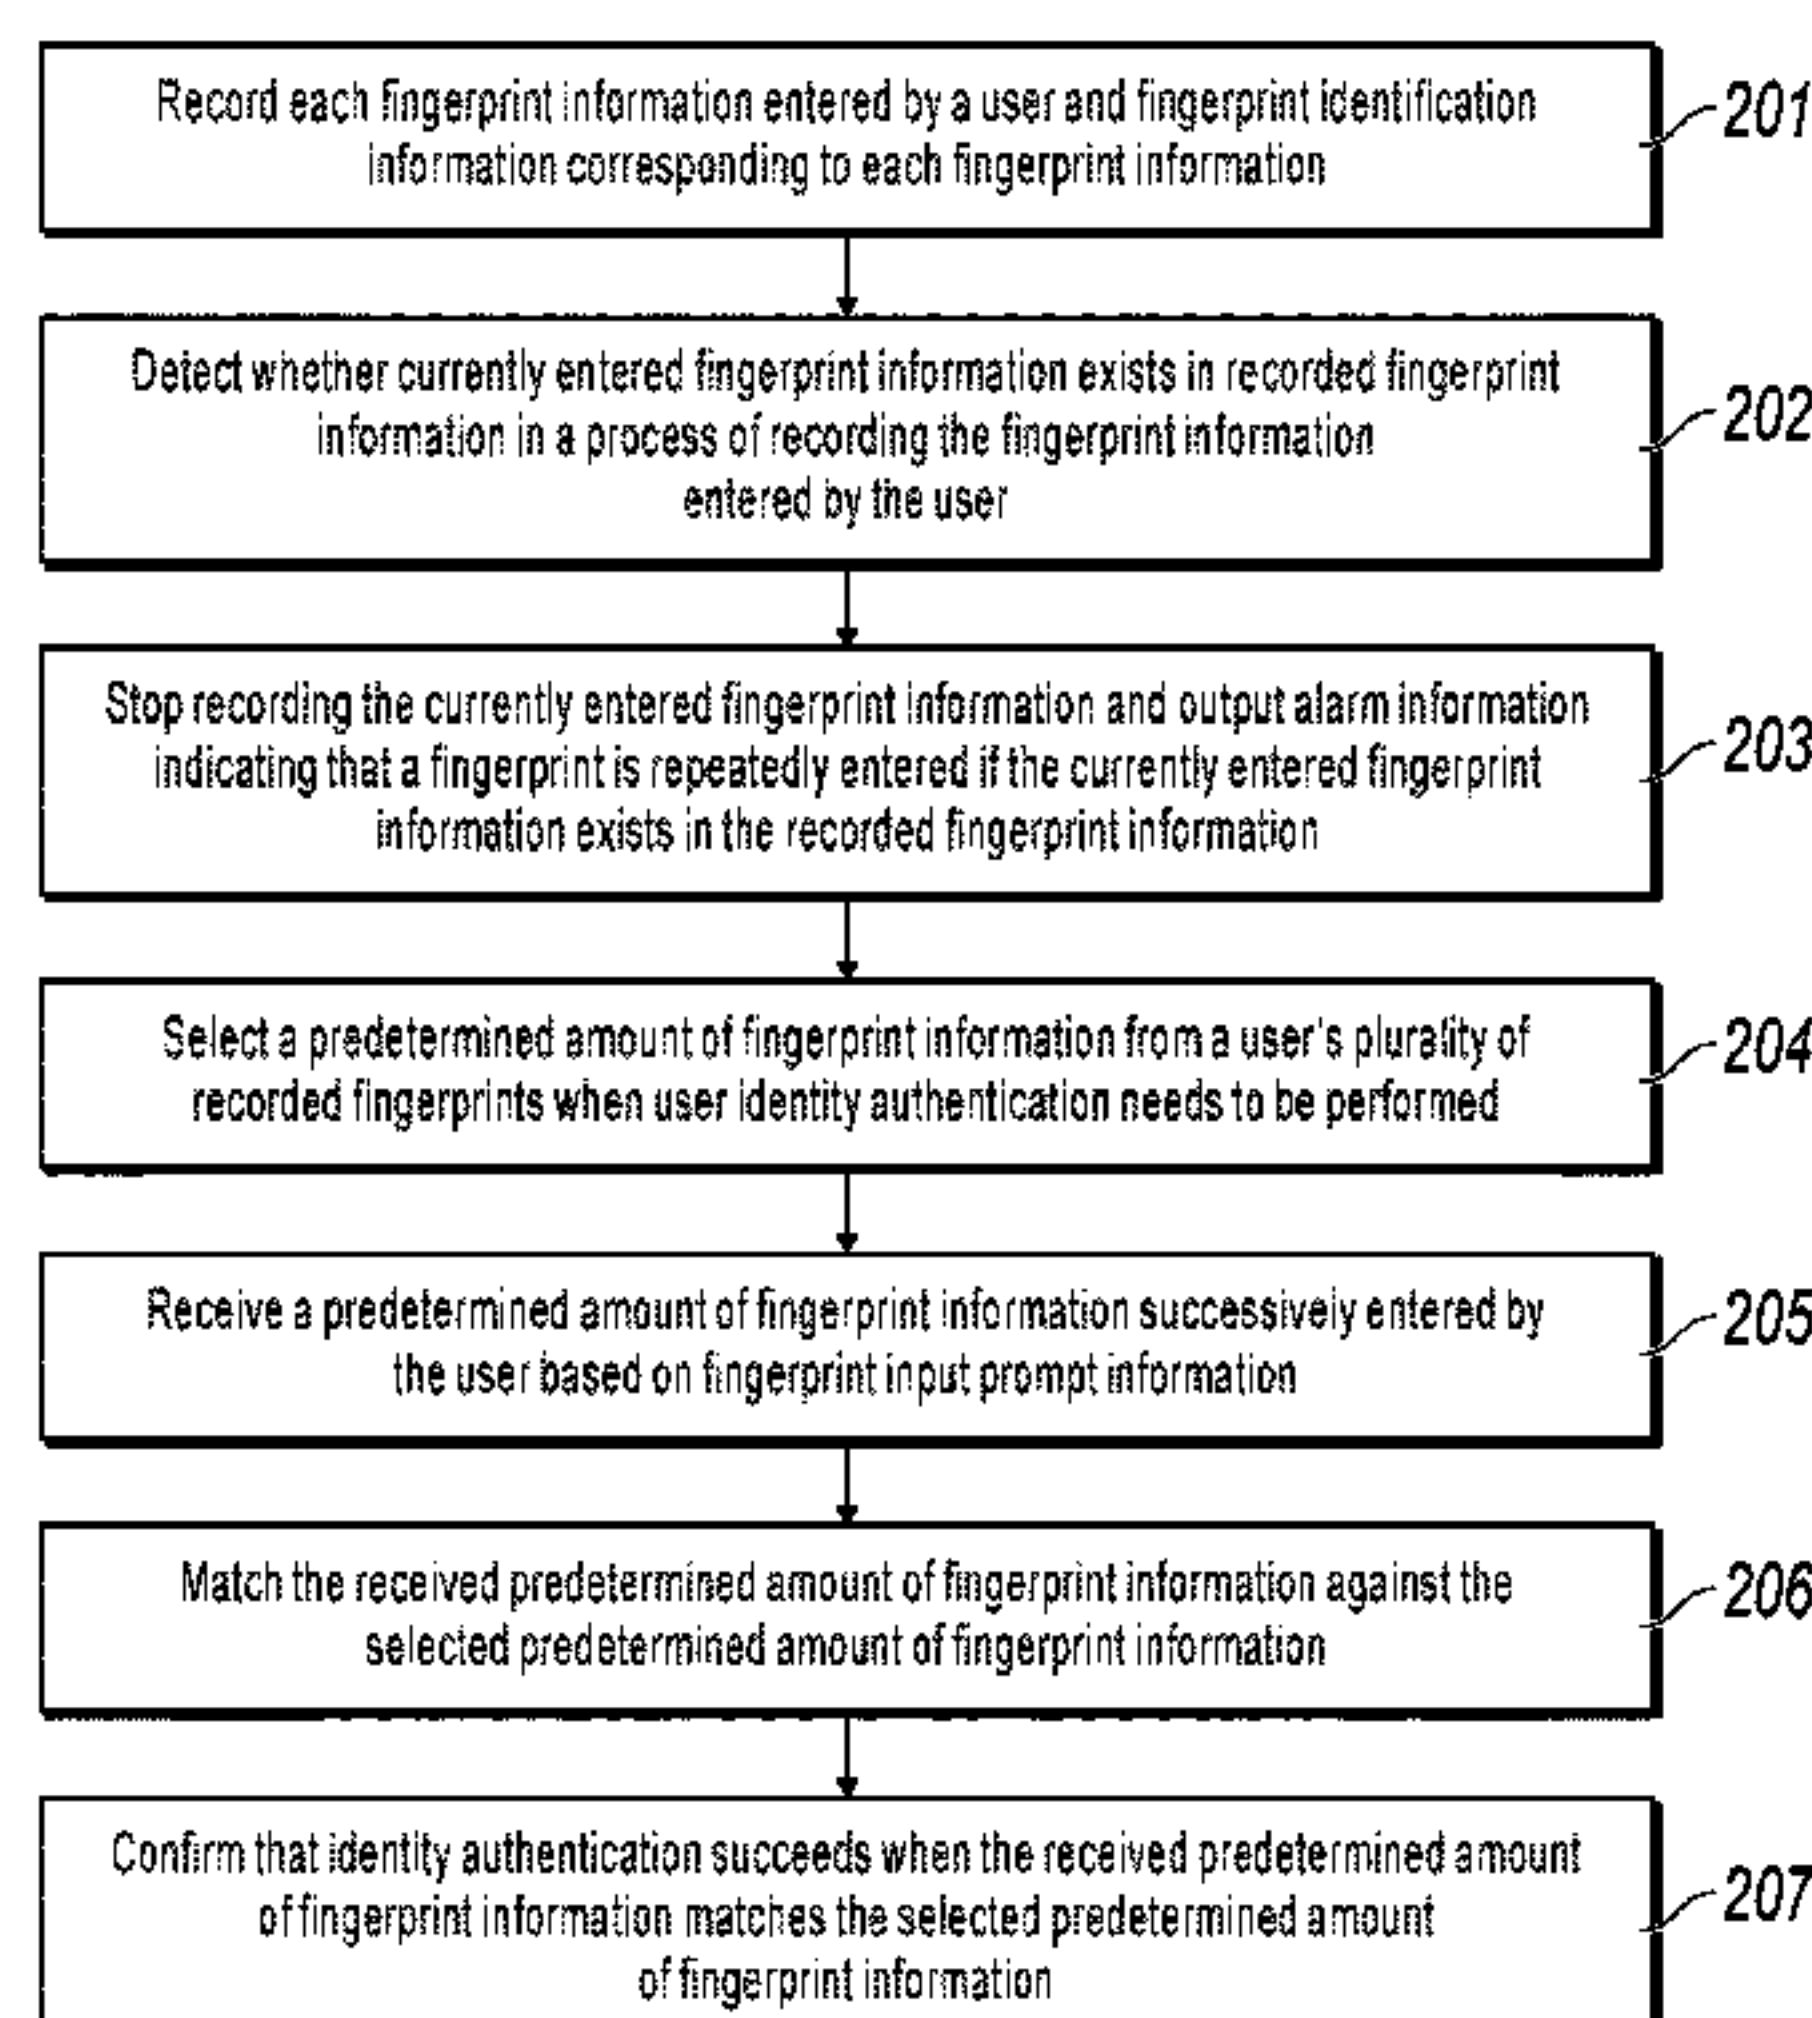 Record each fingerprint information entered by a user and fingerprint identification
information corresponding to each fingerprint information
201
Detect whether currently entered fingerprint information exists in recorded fingerprint
information in a process of recording the fingerprint information
entered by the user
202
Stop recording the currently entered fingerprint information and output alarm information
indicating that a fingerprint is repeatedly entered if the currently entered fingerprint
information exists in the recorded fingerprint information
203
Select a predetermined amount of fingerprint information from a user's plurality of
recorded fingerprints when user identity authentication needs to be performed
204
Receive a predetermined amount of fingerprint information successively entered by
the user based on fingerprint input prompt information
205
Match the received predetermined amount of fingerprint information against the
selected predetermined amount of fingerprint information
206
Confirm that identity authentication succeeds when the received predetermined amount
of fingerprint information matches the selected predetermined amount
of fingerprint information
207